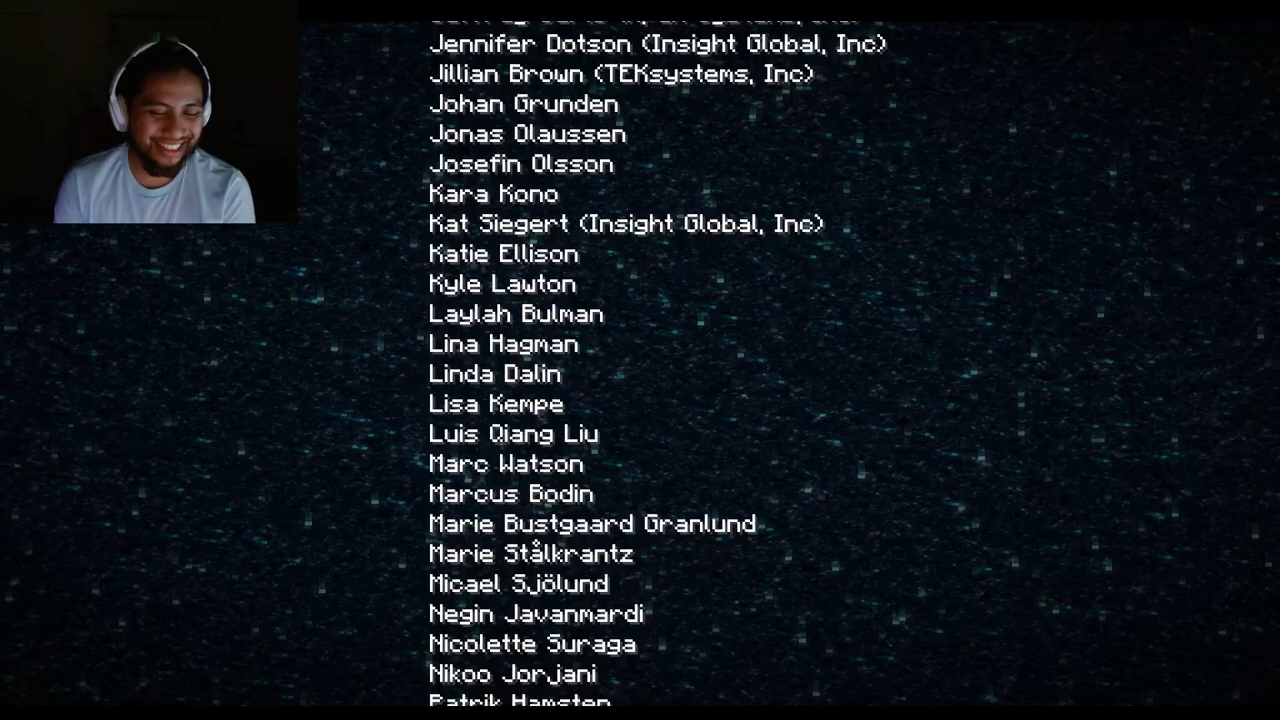 Jennifer Dotson (Insight Global, Inc)
Jillian Brown (TEKsystems, Inc)
Johan Grunden
Jonas Olaussen
Josefin Olsson
Kara Kono
Kat Siegert (Insight Global, Inc)
Katie Ellison
Kyle Lawton
Laylah Bulman
Lina Hagman
Linda Dalin
Lisa Kempe
Luis Qiang Liu
Marc Watson
Marcus Bodin
Marie Bustgaard Granlund
Marie Stålkrantz
Micael Sjölund
Negin Javanmardi
Nicolette Suraga
Nikoo Jorjani
Patrik Hamsten